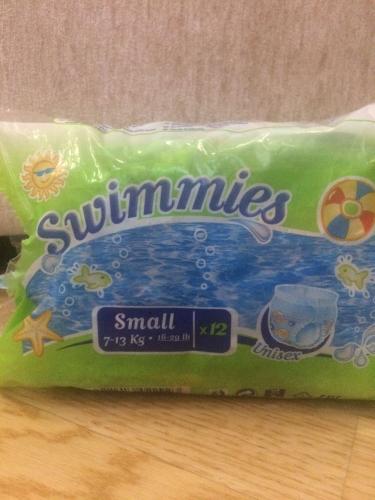 Swimmies
Small
7-13 Kg • 16-29 lb
x12
Unisex